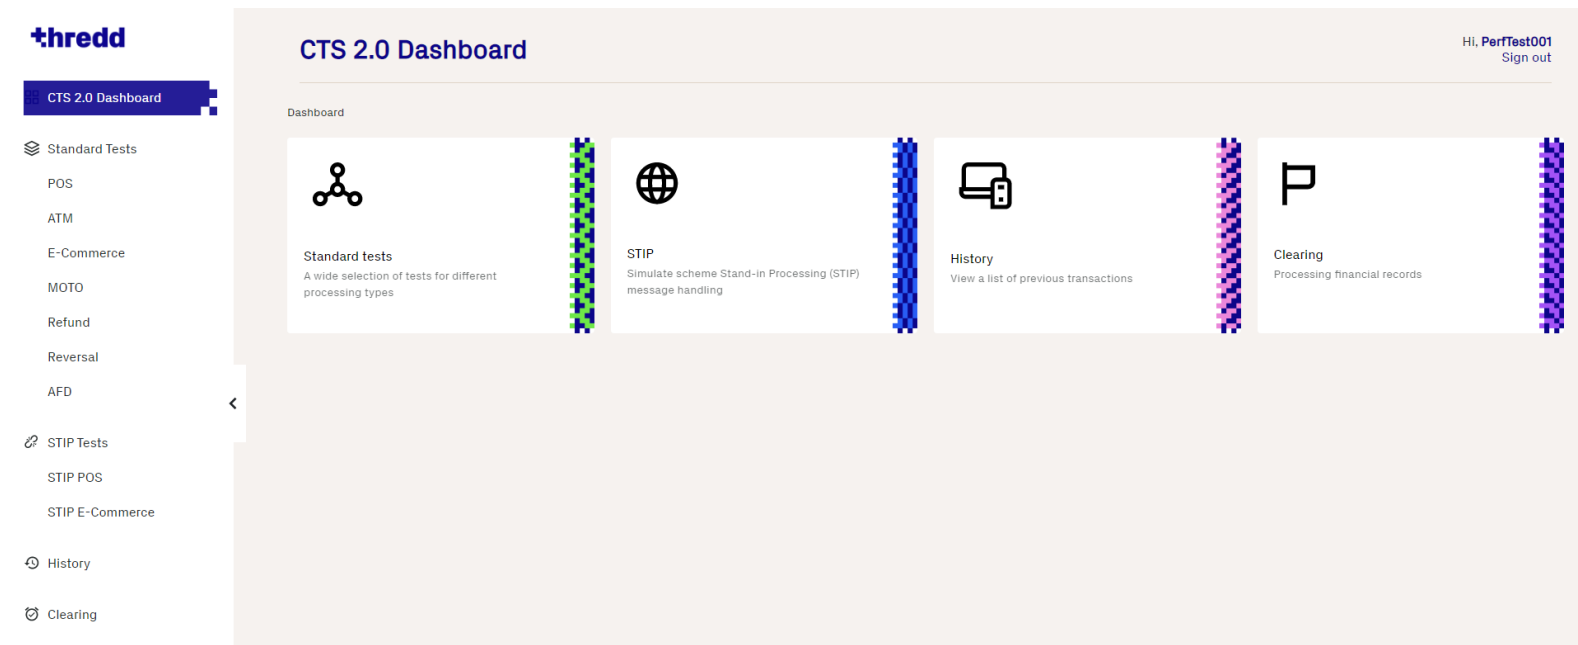 thredd
CTS 2.0 Dashboard
Standard Tests
POS
ATM
E-Commerce
MOTO
Refund
Reversal
AFD
STIP Tests
STIP POS
STIP E-Commerce
History
Clearing
CTS 2.0 Dashboard
Hi, PerfTest001
Sign out
Dashboard
Standard tests
A wide selection of tests for different
processing types
STIP
Simulate scheme Stand-in Processing (STIP)
message handling
History
View a list of previous transactions
Clearing
Processing financial records